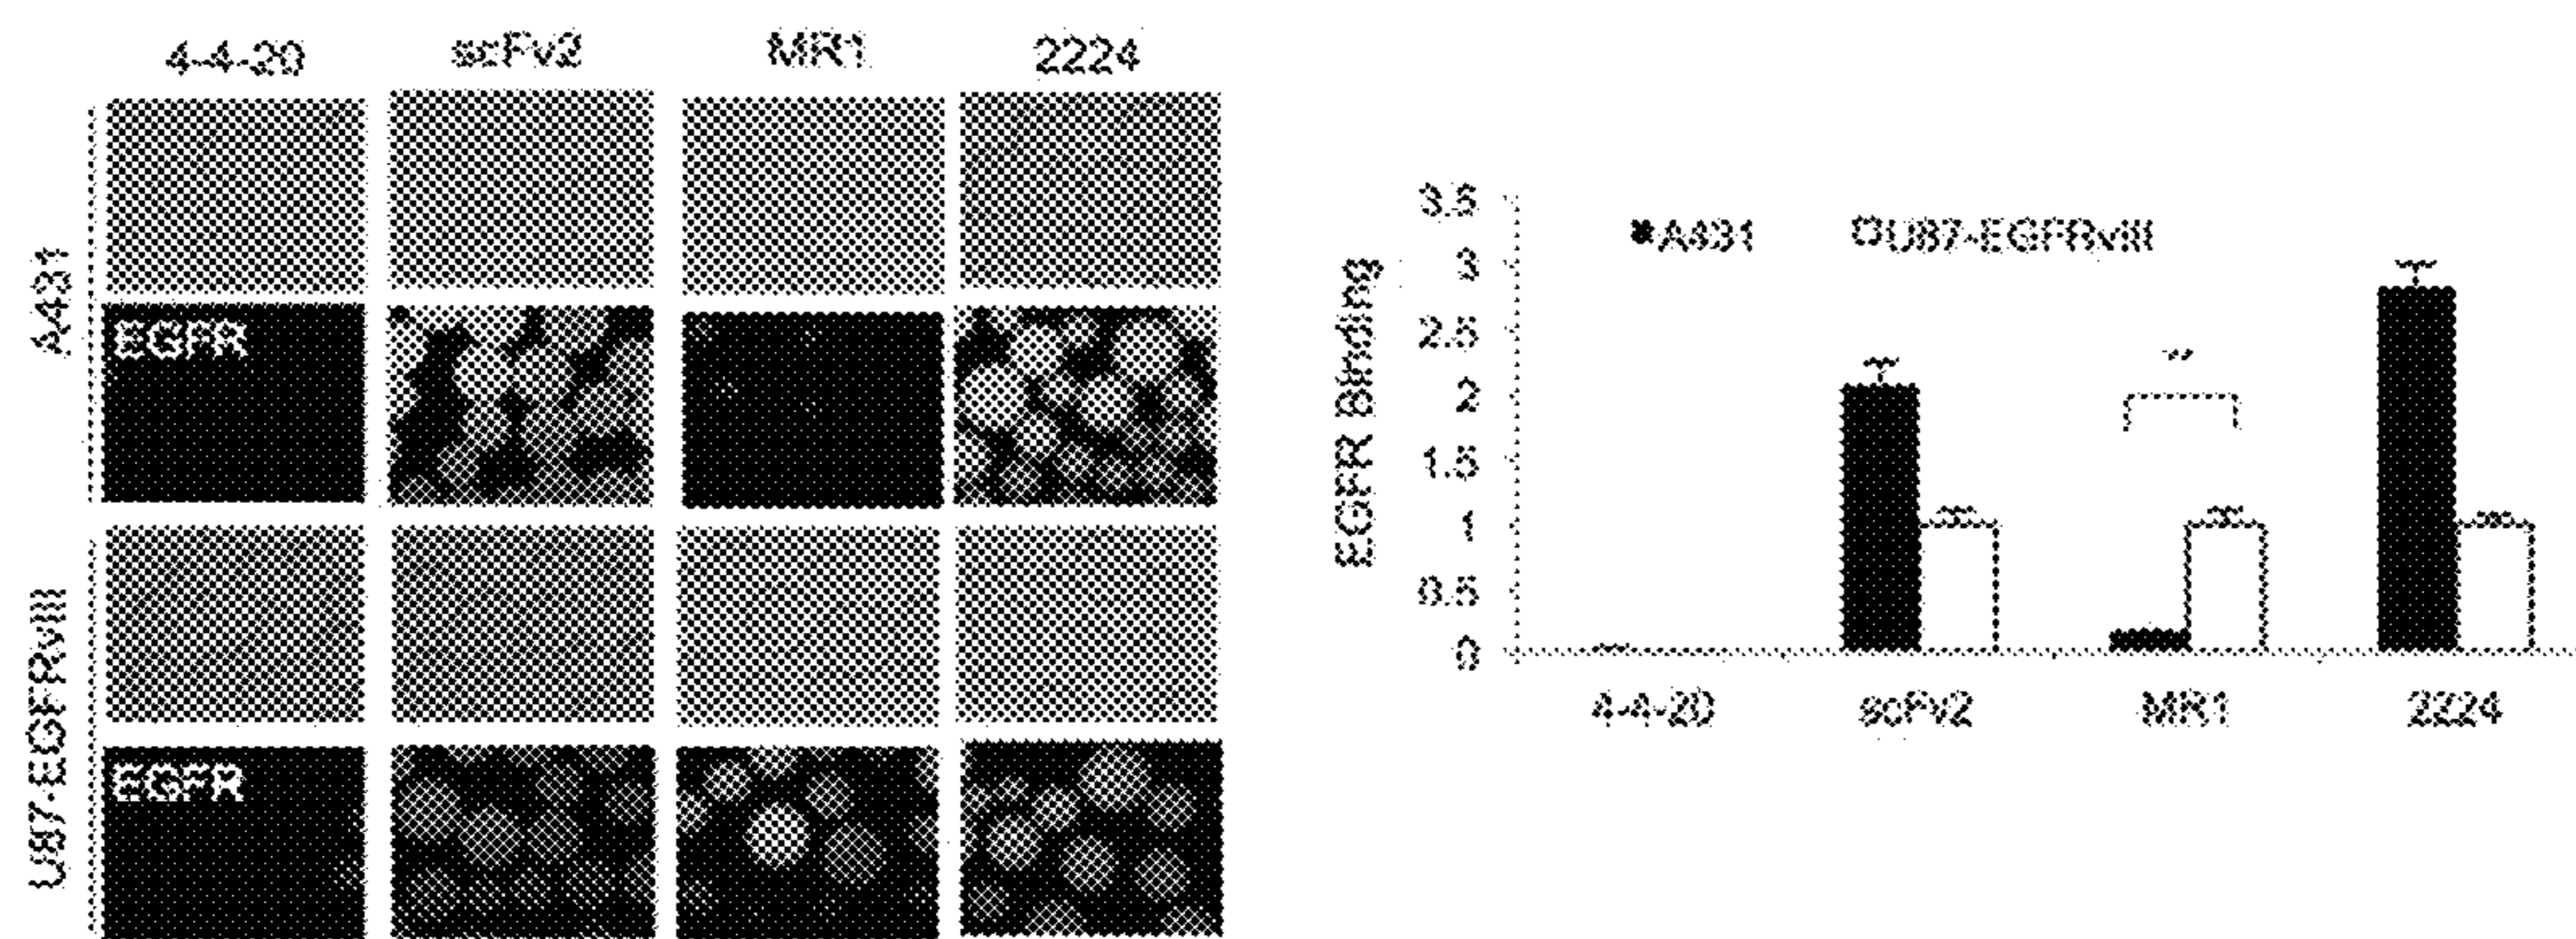 4-4-20 scFv2 MR1 2224
A431
EGFR
U87-EGFRvIII
EGFR
EGFR Binding
3.5
3
2.5
2
1.5
1
0.5
0
A431 U87-EGFRvIII
*
4-4-20 scFv2 MR1 2224